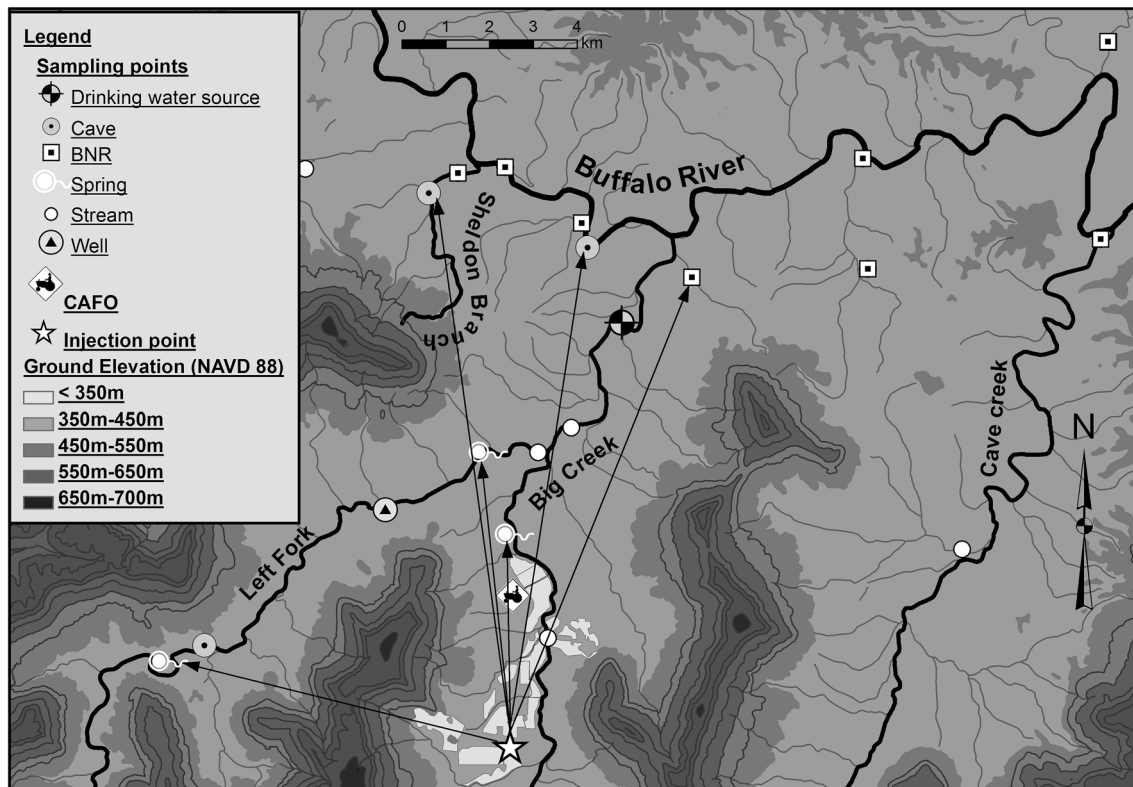 Legend
Sampling points
Drinking water source
Cave
BNR
Spring
Stream
Well
CAFO
Injection point
Ground Elevation (NAVD 88)
< 350m
350m-450m
450m-550m
550m-650m
650m-700m
0 1 2 3 4
km
Buffalo River
Sheldon Branch
Big Creek
Left Fork
Cave creek
N